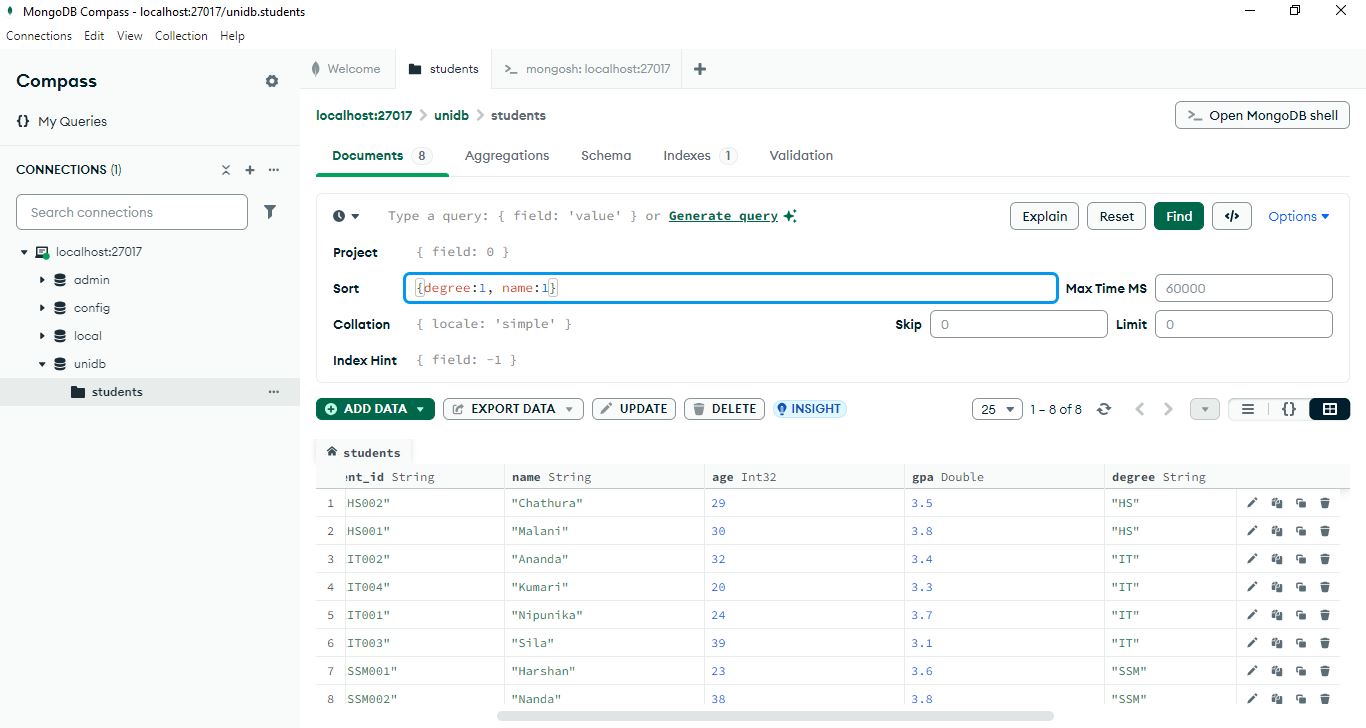 MongoDB Compass - localhost:27017/unidb.students
Connections Edit View Collection Help
Compass
{} My Queries
CONNECTIONS (1)
Search connections
localhost:27017
admin
config
local
unidb
students
Welcome students >_ mongosh: localhost:27017 +
localhost:27017 > unidb > students
>_ Open MongoDB shell
Documents 8 Aggregations Schema Indexes 1 Validation
Type a query: { field: 'value' } or Generate query
Explain Reset Find </> Options
Project { field: 0 }
Sort {degree:1, name:1} Max Time MS 60000
Collation { locale: 'simple' } Skip 0 Limit 0
Index Hint { field: -1 }
ADD DATA EXPORT DATA UPDATE DELETE INSIGHT 25 1 – 8 of 8 {}
students
ent_id String name String age Int32 gpa Double degree String
1 HS002" "Chathura" 29 3.5 "HS"
2 HS001" "Malani" 30 3.8 "HS"
3 IT002" "Ananda" 32 3.4 "IT"
4 IT004" "Kumari" 20 3.3 "IT"
5 IT001" "Nipunika" 24 3.7 "IT"
6 IT003" "Sila" 39 3.1 "IT"
7 SSM001" "Harshan" 23 3.6 "SSM"
8 SSM002" "Nanda" 38 3.8 "SSM"